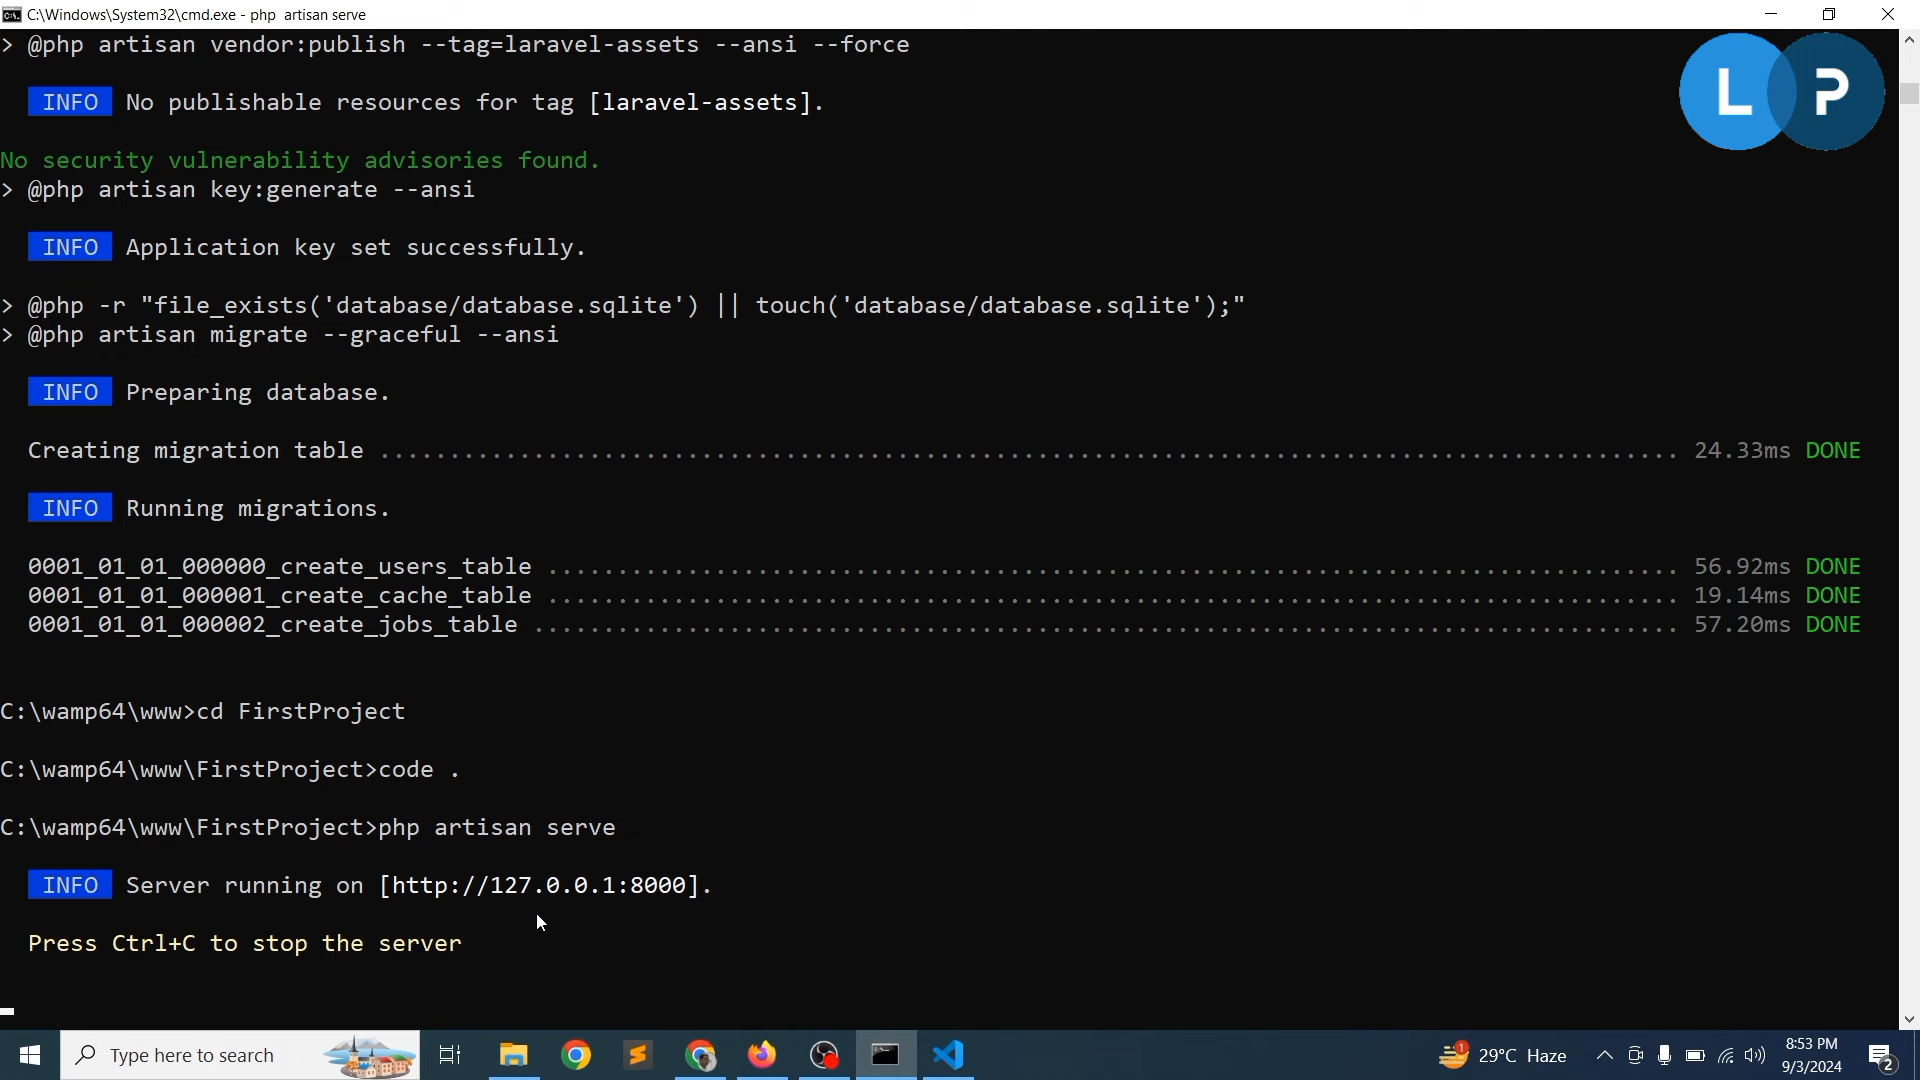 C:\Windows\System32\cmd.exe - php  artisan serve
> @php artisan vendor:publish --tag=laravel-assets --ansi --force
INFO No publishable resources for tag [laravel-assets].
LP
No security vulnerability advisories found.
> @php artisan key:generate --ansi
INFO Application key set successfully.
> @php -r "file_exists('database/database.sqlite') || touch('database/database.sqlite');"
> @php artisan migrate --graceful --ansi
INFO Preparing database.
Creating migration table ............................................................................................ 24.33ms DONE
INFO Running migrations.
0001_01_01_000000_create_users_table ................................................................................ 56.92ms DONE
0001_01_01_000001_create_cache_table ................................................................................ 19.14ms DONE
0001_01_01_000002_create_jobs_table ................................................................................. 57.20ms DONE
C:\wamp64\www>cd FirstProject
C:\wamp64\www\FirstProject>code .
C:\wamp64\www\FirstProject>php artisan serve
INFO Server running on [http://127.0.0.1:8000].
Press Ctrl+C to stop the server
Type here to search
1
29°C Haze
8:53 PM
9/3/2024
2